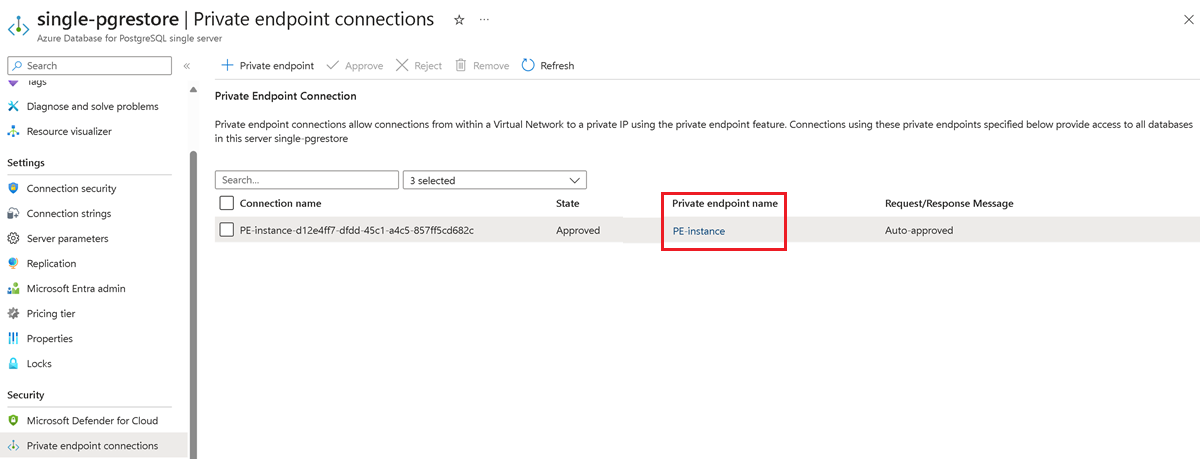 single-pgrestore | Private endpoint connections
Azure Database for PostgreSQL single server
Search
Tags
Diagnose and solve problems
Resource visualizer
Settings
Connection security
Connection strings
Server parameters
Replication
Microsoft Entra admin
Pricing tier
Properties
Locks
Security
Microsoft Defender for Cloud
Private endpoint connections
Private endpoint Approve Reject Remove Refresh
Private Endpoint Connection
Private endpoint connections allow connections from within a Virtual Network to a private IP using the private endpoint feature. Connections using these private endpoints specified below provide access to all databases
in this server single-pgrestore
Search... 3 selected
Connection name State Private endpoint name Request/Response Message
PE-instance-d12e4ff7-dfdd-45c1-a4c5-857ff5cd682c Approved PE-instance Auto-approved